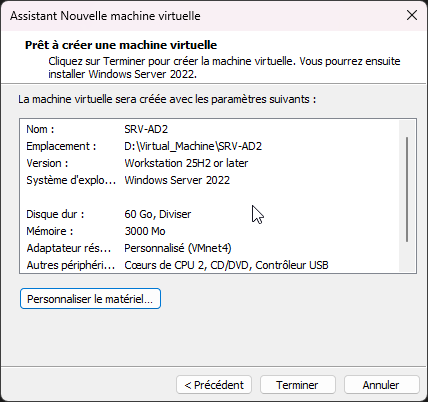 Assistant Nouvelle machine virtuelle
Prêt à créer une machine virtuelle
Cliquez sur Terminer pour créer la machine virtuelle. Vous pourrez ensuite
installer Windows Server 2022.
La machine virtuelle sera créée avec les paramètres suivants :
Nom : SRV-AD2
Emplacement : D:\Virtual_Machine\SRV-AD2
Version : Workstation 25H2 or later
Système d'explo... Windows Server 2022
Disque dur : 60 Go, Diviser
Mémoire : 3000 Mo
Adaptateur rés... Personnalisé (VMnet4)
Autres périphéri... Cœurs de CPU 2, CD/DVD, Contrôleur USB
Personnaliser le matériel...
< Précédent Terminer Annuler